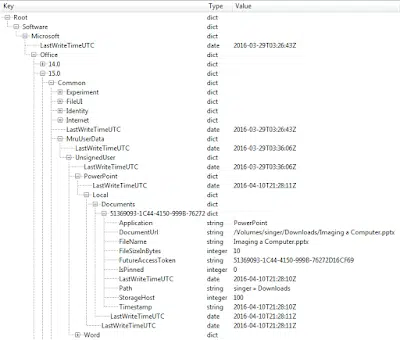 Key Type Value
Root dict
Software dict
Microsoft dict
LastWriteTimeUTC date 2016-03-29T03:26:43Z
Office dict
14.0 dict
15.0 dict
Common dict
Experiment dict
FileUI dict
Identity dict
Internet dict
LastWriteTimeUTC date 2016-03-29T03:26:43Z
MruUserData dict
LastWriteTimeUTC date 2016-03-29T03:36:06Z
UnsignedUser dict
LastWriteTimeUTC date 2016-03-29T03:36:06Z
PowerPoint dict
LastWriteTimeUTC date 2016-04-10T21:28:11Z
Local dict
Documents dict
51369093-1C44-4150-999B-76272 dict
Application string PowerPoint
DocumentUrl string /Volumes/singer/Downloads/Imaging a Computer.pptx
FileName string Imaging a Computer.pptx
FileSizeInBytes integer 10
FutureAccessToken string 51369093-1C44-4150-999B-76272D16CF69
IsPinned integer 0
LastWriteTimeUTC date 2016-04-10T21:28:10Z
Path string singer » Downloads
StorageHost integer 100
Timestamp string 2016-04-10T21:28:10Z
LastWriteTimeUTC date 2016-04-10T21:28:11Z
LastWriteTimeUTC date 2016-04-10T21:28:11Z
Word dict